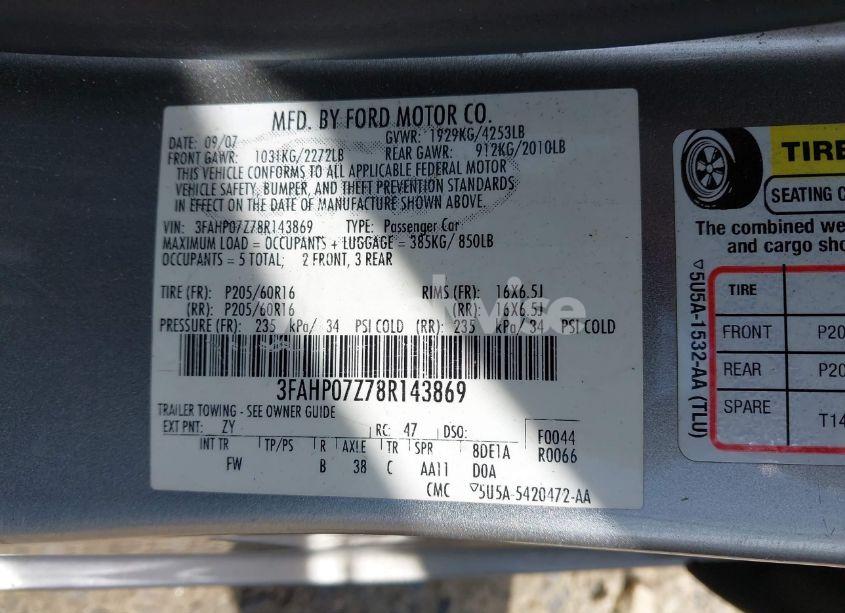 MFD. BY FORD MOTOR CO.
DATE: 09/07 GVWR: 1929KG/4253LB
FRONT GAWR: 1031KG/2272LB REAR GAWR: 912KG/2010LB
THIS VEHICLE CONFORMS TO ALL APPLICABLE FEDERAL MOTOR
VEHICLE SAFETY, BUMPER, AND THEFT PREVENTION STANDARDS
IN EFFECT ON THE DATE OF MANUFACTURE SHOWN ABOVE.
VIN: 3FAHP07Z78R143869 TYPE: Passenger Car
MAXIMUM LOAD = OCCUPANTS + LUGGAGE = 385KG/ 850LB
OCCUPANTS = 5 TOTAL; 2 FRONT, 3 REAR
TIRE (FR): P205/60R16 RIMS (FR): 16X6.5J
(RR): P205/60R16 (RR): 16X6.5J
PRESSURE (FR): 235 kPa/ 34 PSI COLD (RR): 235 kPa/ 34 PSI COLD
3FAHP07Z78R143869
TRAILER TOWING - SEE OWNER GUIDE
EXT PNT: ZY RC: 47 DSO: F0044
R0066
INT TR TP/PS R AXLE TR SPR 8DE1A
FW B 38 C AA11 D0A
CMC ▽5U5A-5420472-AA
▽5U5A-1532-AA (TLU)
TIRE
SEATING C
The combined we
and cargo sho
TIRE
FRONT P20
REAR P20
SPARE T14